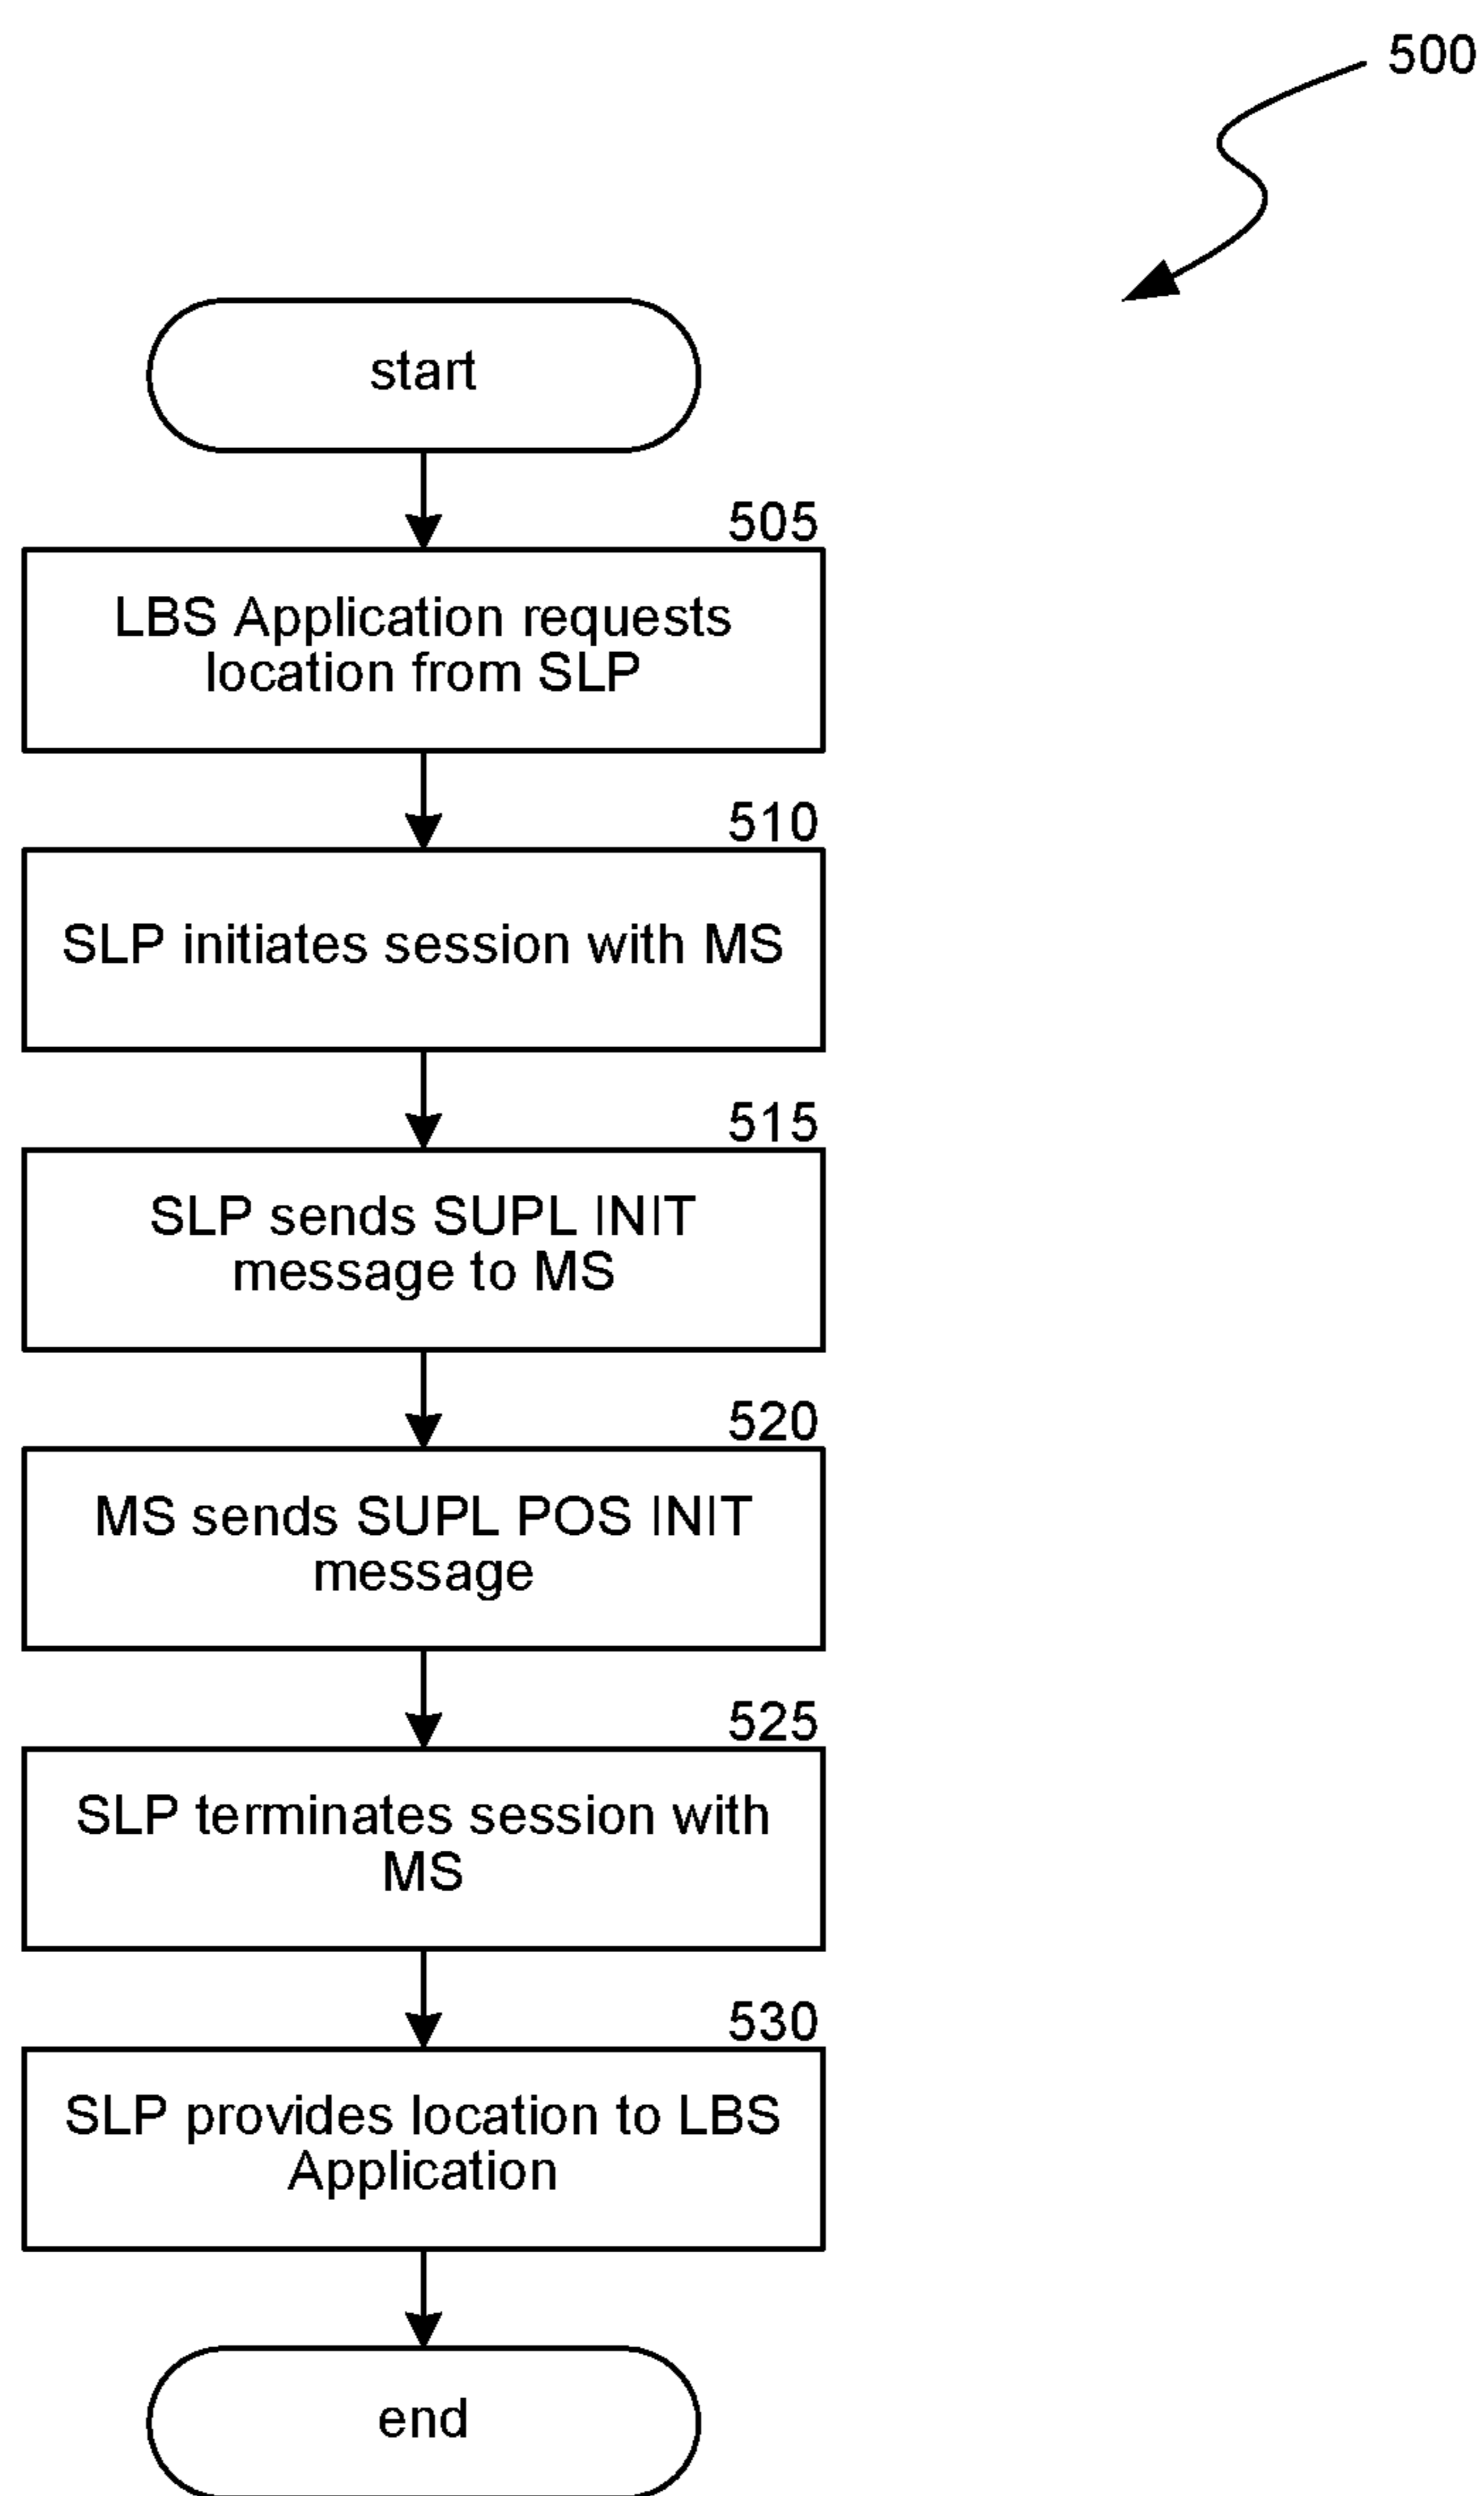 500
start
505
LBS Application requests
location from SLP
510
SLP initiates session with MS
515
SLP sends SUPL INIT
message to MS
520
MS sends SUPL POS INIT
message
525
SLP terminates session with
MS
530
SLP provides location to LBS
Application
end